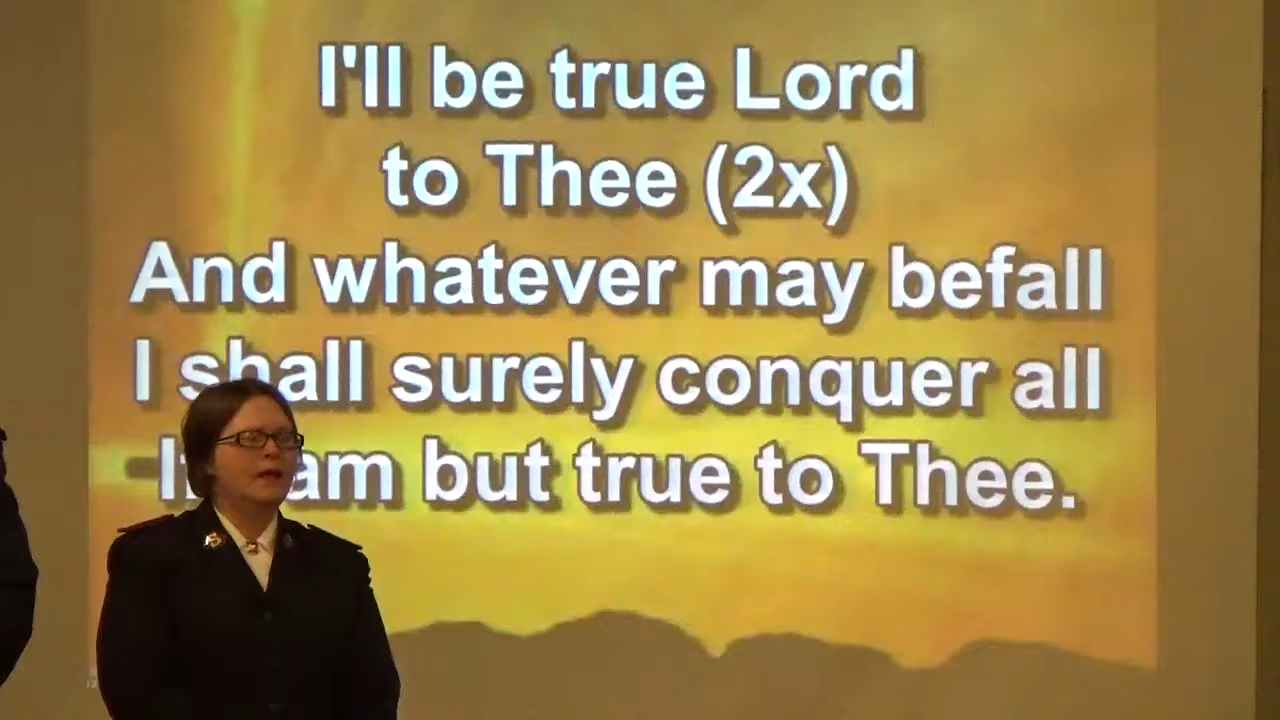 I'll be true Lord
to Thee (2x)
And whatever may befall
I shall surely conquer all
am but true to Thee.